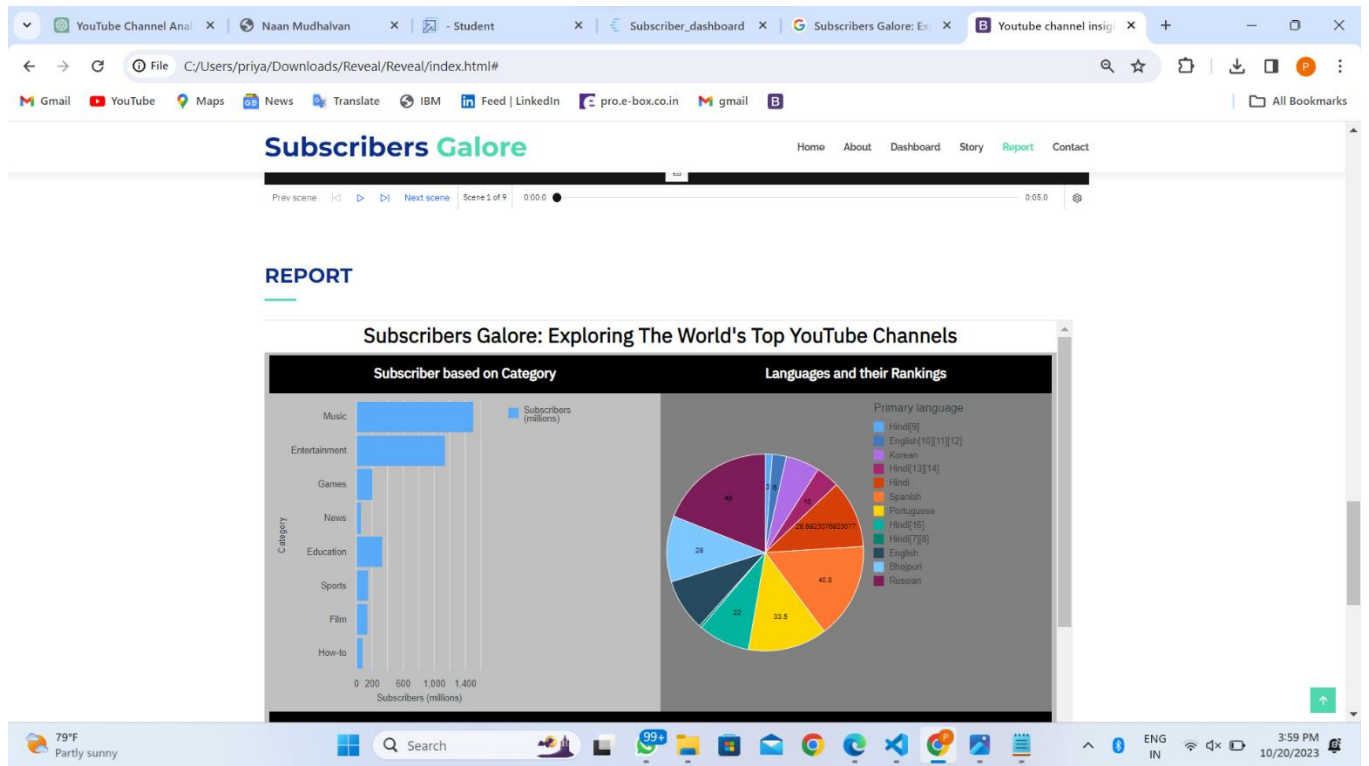 YouTube Channel Anal
Naan Mudhalvan
- Student
Subscriber_dashboard
Subscribers Galore: Ex
Youtube channel insig
File C:/Users/priya/Downloads/Reveal/Reveal/index.html#
Gmail YouTube Maps News Translate IBM Feed | LinkedIn pro.e-box.co.in gmail All Bookmarks
Subscribers Galore
Home About Dashboard Story Report Contact
Prev scene Next scene Scene 1 of 9 0:00.0 0:05.0
REPORT
Subscribers Galore: Exploring The World's Top YouTube Channels
Subscriber based on Category
Music
Entertainment
Games
News
Education
Sports
Film
How-to
Category
0 200 600 1,000 1,400
Subscribers (millions)
Subscribers
(millions)
Languages and their Rankings
3
6
12
28.6923076923077
40.8
33.5
22
28
49
Primary language
Hindi[9]
English[10][11][12]
Korean
Hindi[13][14]
Hindi
Spanish
Portuguese
Hindi[16]
Hindi[7][8]
English
Bhojpuri
Russian
79°F
Partly sunny
Search
99+
ENG
IN
3:59 PM
10/20/2023